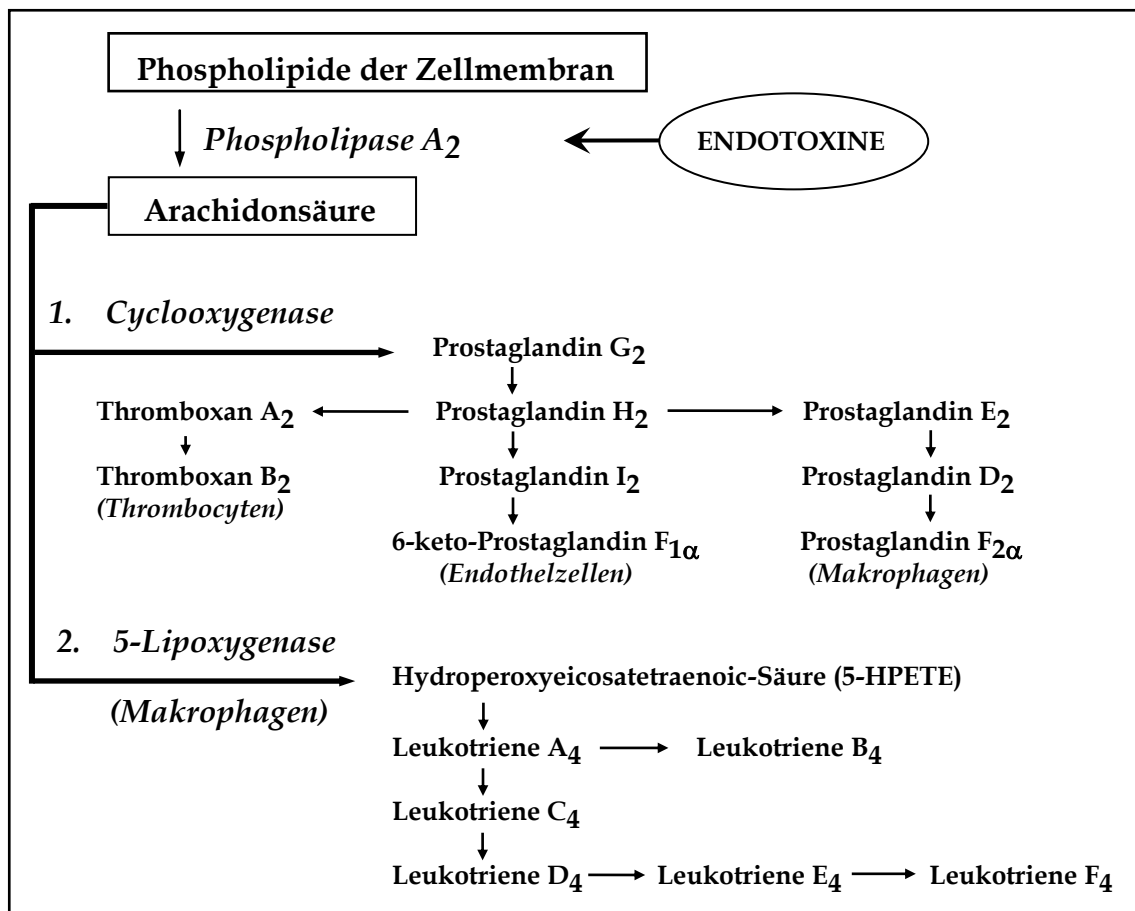 Phospholipide der Zellmembran
Phospholipase A2
ENDOTOXINE
Arachidonsäure
1. Cyclooxygenase
Prostaglandin G2
Thromboxan A2
Prostaglandin H2
Prostaglandin E2
Thromboxan B2
(Thrombocyten)
Prostaglandin I2
Prostaglandin D2
6-keto-Prostaglandin F1α
(Endothelzellen)
Prostaglandin F2α
(Makrophagen)
2. 5-Lipoxygenase
(Makrophagen)
Hydroperoxyeicosatetraenoic-Säure (5-HPETE)
Leukotriene A4
Leukotriene B4
Leukotriene C4
Leukotriene D4
Leukotriene E4
Leukotriene F4